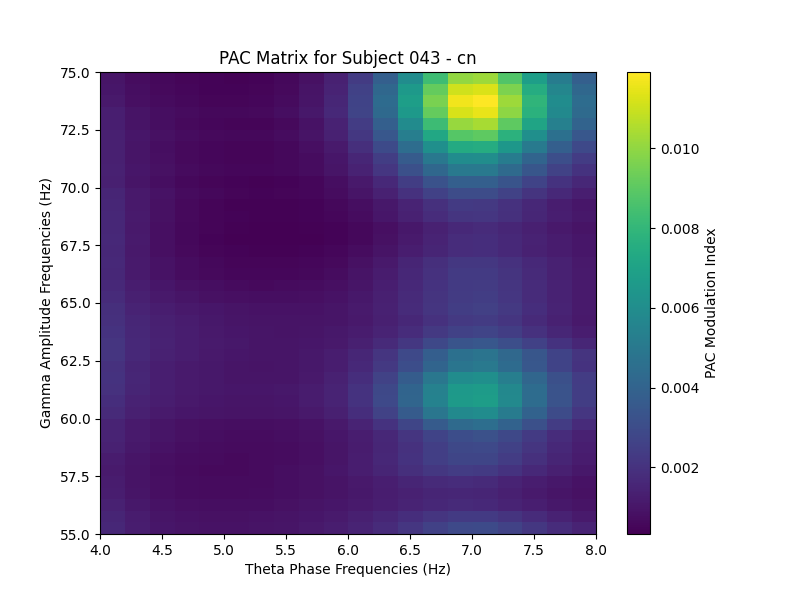 PAC Matrix for Subject 043 - cn
75.0
72.5
70.0
67.5
65.0
62.5
60.0
57.5
55.0
Gamma Amplitude Frequencies (Hz)
4.0 4.5 5.0 5.5 6.0 6.5 7.0 7.5 8.0
Theta Phase Frequencies (Hz)
0.010
0.008
0.006
0.004
0.002
PAC Modulation Index